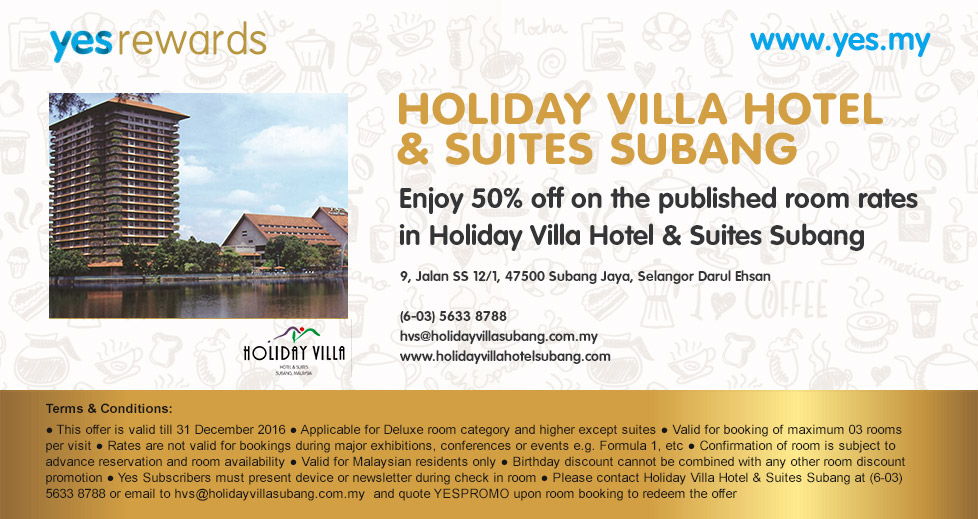 yes rewards
www.yes.my
Mocha
HOLIDAY VILLA HOTEL
& SUITES SUBANG
Enjoy 50% off on the published room rates
in Holiday Villa Hotel & Suites Subang
9, Jalan SS 12/1, 47500 Subang Jaya, Selangor Darul Ehsan
Americano
I COFFEE
(6-03) 5633 8788
hvs@holidayvillasubang.com.my
www.holidayvillahotelsubang.com
HOLIDAY VILLA
HOTEL & SUITES
SUBANG, MALAYSIA
Terms & Conditions:
● This offer is valid till 31 December 2016 ● Applicable for Deluxe room category and higher except suites ● Valid for booking of maximum 03 rooms
per visit ● Rates are not valid for bookings during major exhibitions, conferences or events e.g. Formula 1, etc ● Confirmation of room is subject to
advance reservation and room availability ● Valid for Malaysian residents only ● Birthday discount cannot be combined with any other room discount
promotion ● Yes Subscribers must present device or newsletter during check in room ● Please contact Holiday Villa Hotel & Suites Subang at (6-03)
5633 8788 or email to hvs@holidayvillasubang.com.my and quote YESPROMO upon room booking to redeem the offer